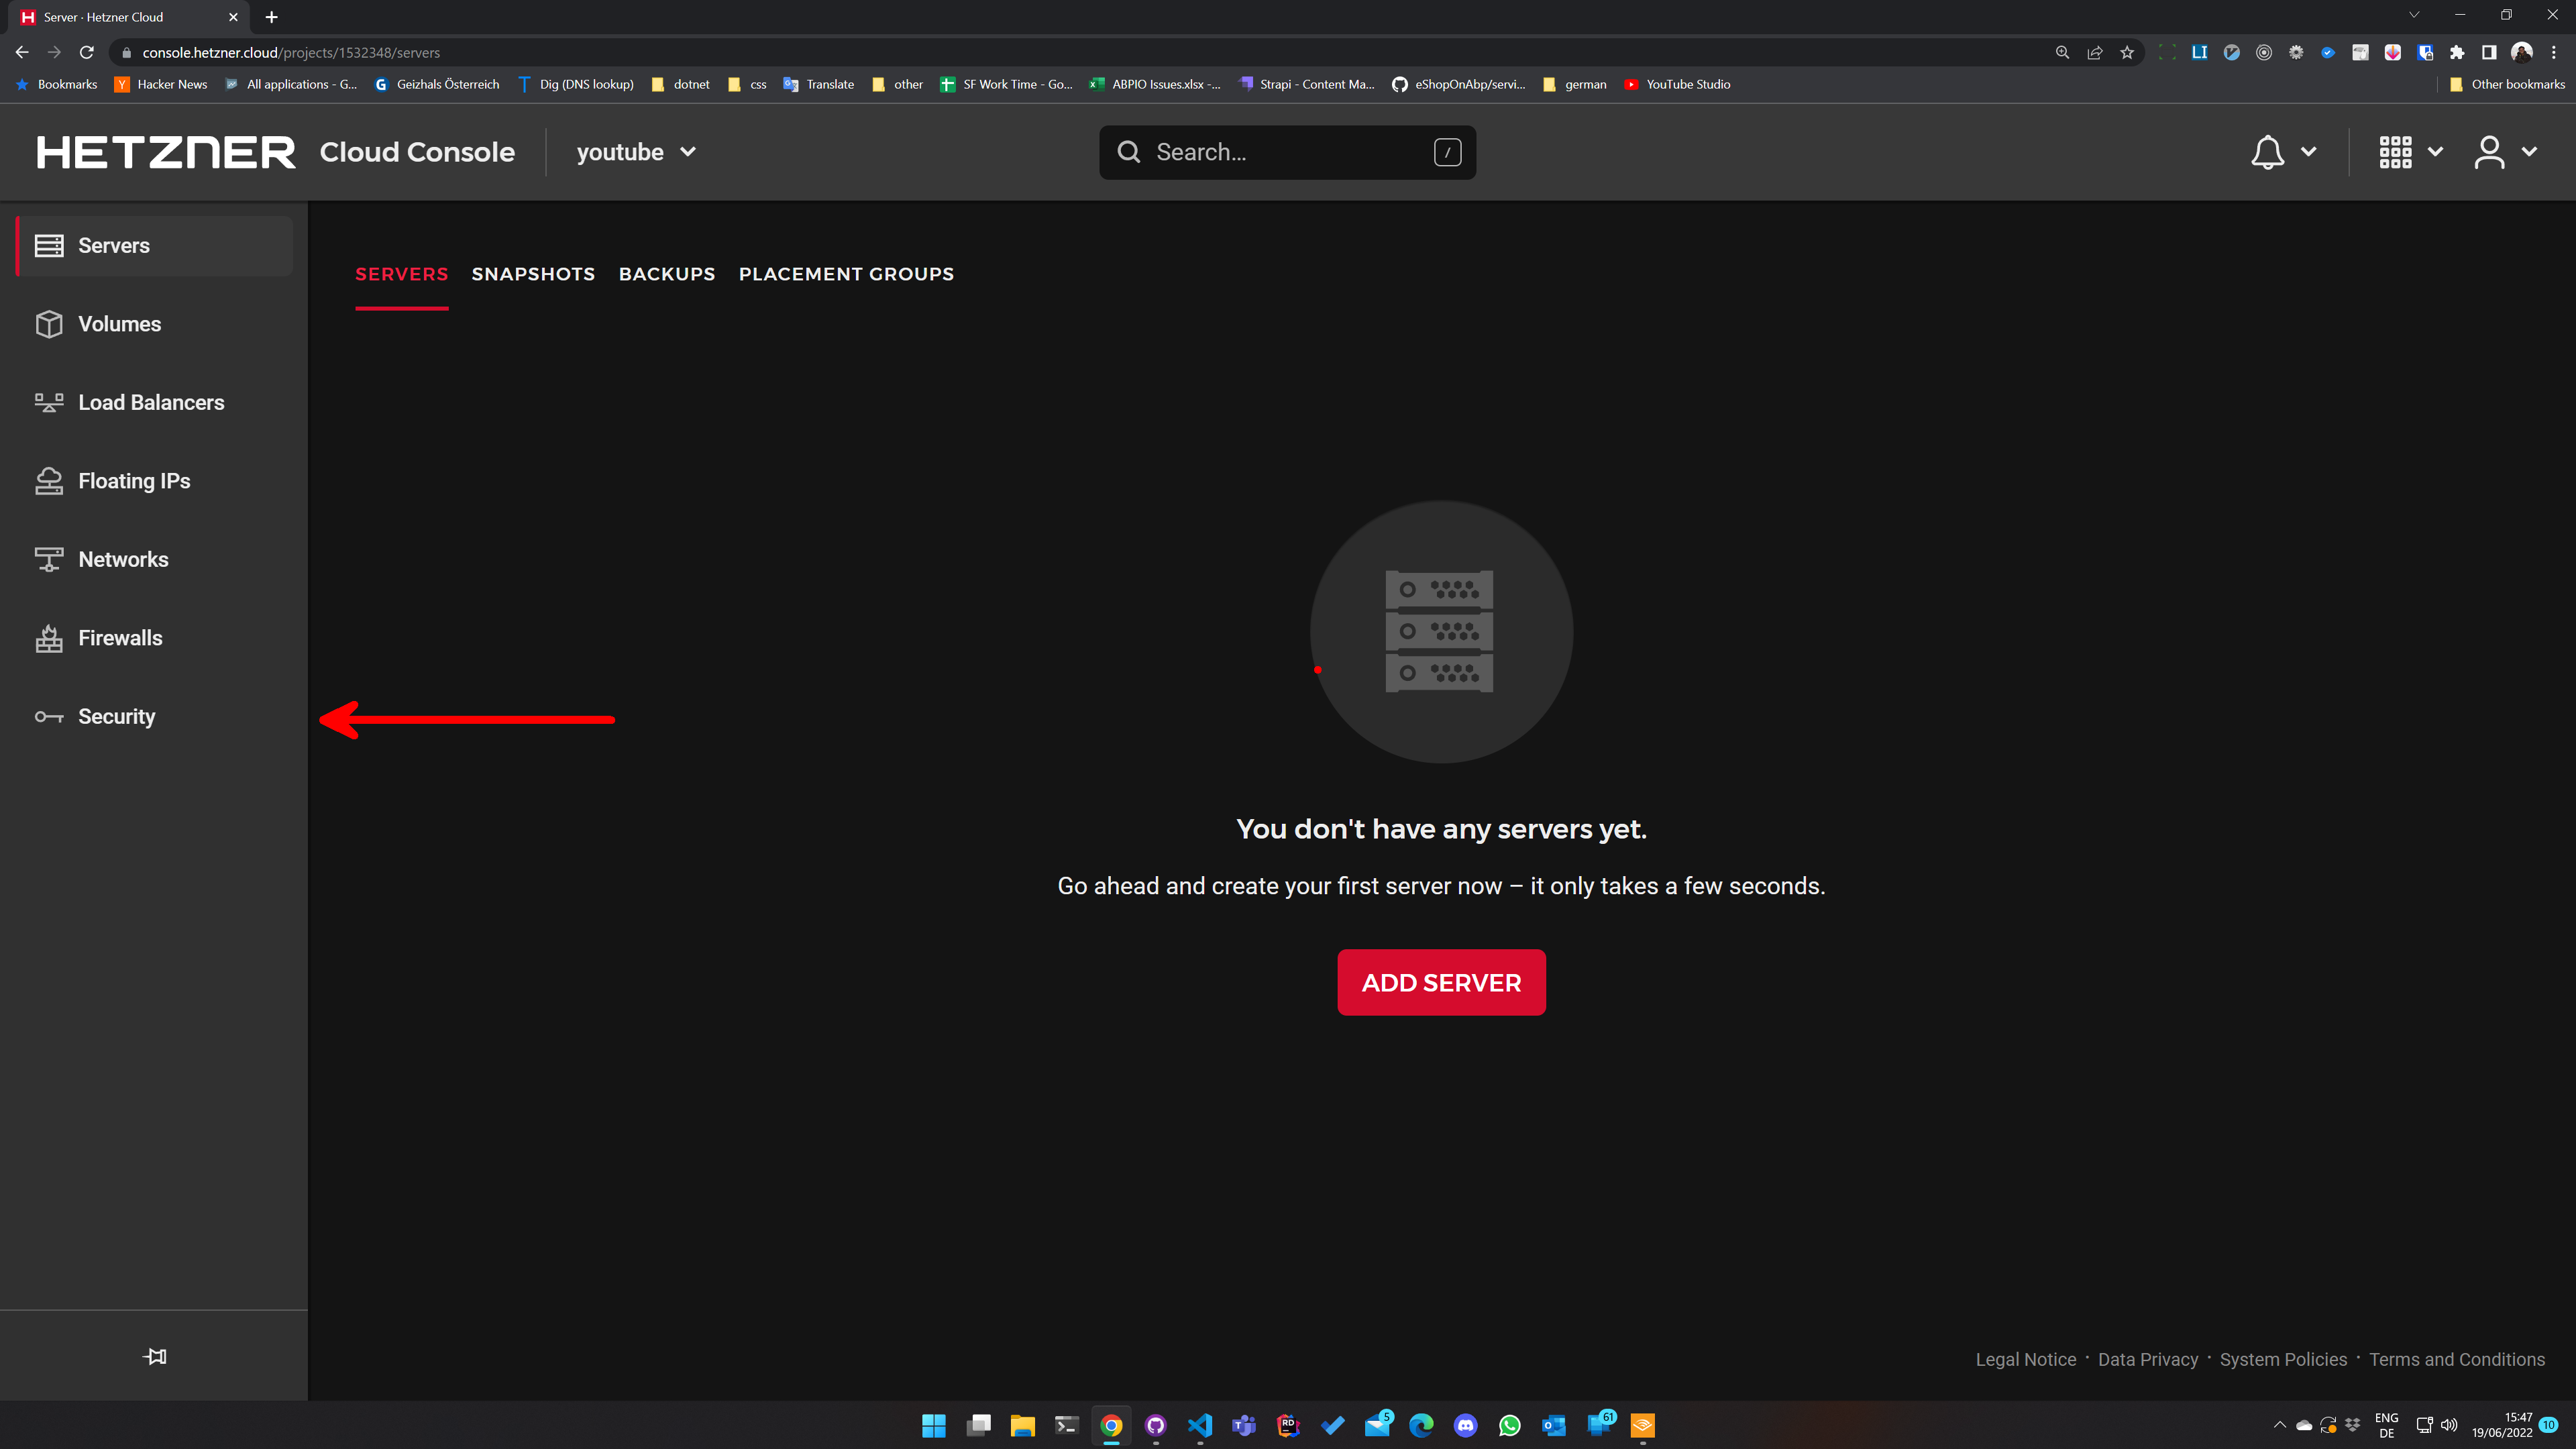 Server · Hetzner Cloud
console.hetzner.cloud/projects/1532348/servers
Bookmarks Hacker News All applications - G... Geizhals Österreich Dig (DNS lookup) dotnet css Translate other SF Work Time - Go... ABPIO Issues.xlsx -... Strapi - Content Ma... eShopOnAbp/servi... german YouTube Studio Other bookmarks
HETZNER Cloud Console youtube Search... /
Servers
Volumes
Load Balancers
Floating IPs
Networks
Firewalls
Security
SERVERS SNAPSHOTS BACKUPS PLACEMENT GROUPS
You don't have any servers yet.
Go ahead and create your first server now – it only takes a few seconds.
ADD SERVER
Legal Notice · Data Privacy · System Policies · Terms and Conditions
5 61
ENG
DE
15:47
19/06/2022
10